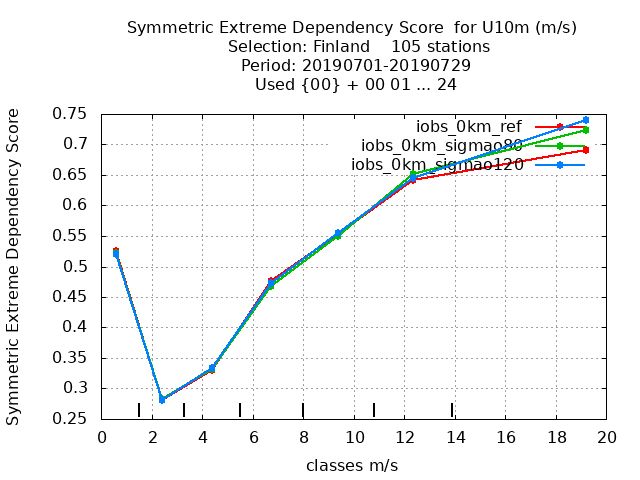 Symmetric Extreme Dependency Score for U10m (m/s)
Selection: Finland 105 stations
Period: 20190701-20190729
Used {00} + 00 01 ... 24
Symmetric Extreme Dependency Score
0.75
0.7
0.65
0.6
0.55
0.5
0.45
0.4
0.35
0.3
0.25
iobs_0km_ref
iobs_0km_sigmao80
iobs_0km_sigmao120
0 2 4 6 8 10 12 14 16 18 20
classes m/s